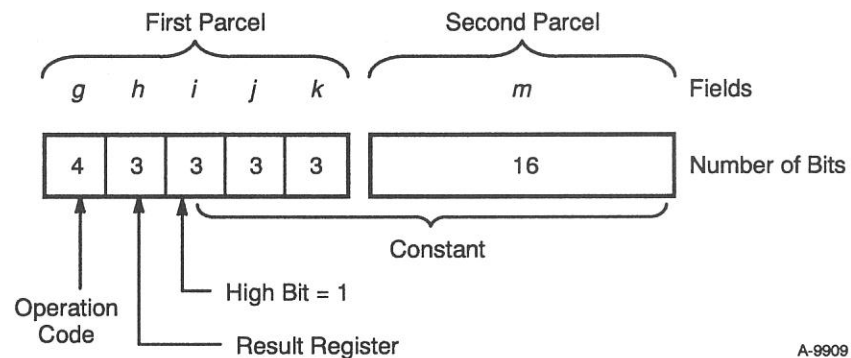 First Parcel Second Parcel
g h i j k m Fields
4 3 3 3 3 16 Number of Bits
Constant
High Bit = 1
Operation
Code
Result Register
A-9909